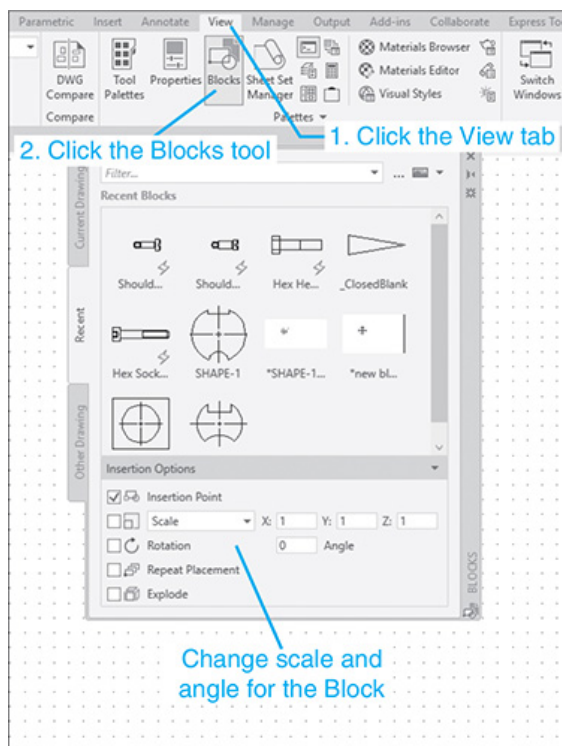 Parametric Insert Annotate View Manage Output Add-ins Collaborate Express To
DWG Compare
Tool Palettes
Properties
Blocks
Sheet Set Manager
Materials Browser
Materials Editor
Visual Styles
Switch Windows
Compare
Palettes
1. Click the View tab
2. Click the Blocks tool
Filter...
...
Recent Blocks
Current Drawing
Recent
Other Drawing
Should...
Should...
Hex He...
_ClosedBlank
Hex Sock...
SHAPE-1
*SHAPE-1...
*new bl...
Insertion Options
Insertion Point
Scale X: 1 Y: 1 Z: 1
Rotation 0 Angle
Repeat Placement
Explode
BLOCKS
Change scale and
angle for the Block